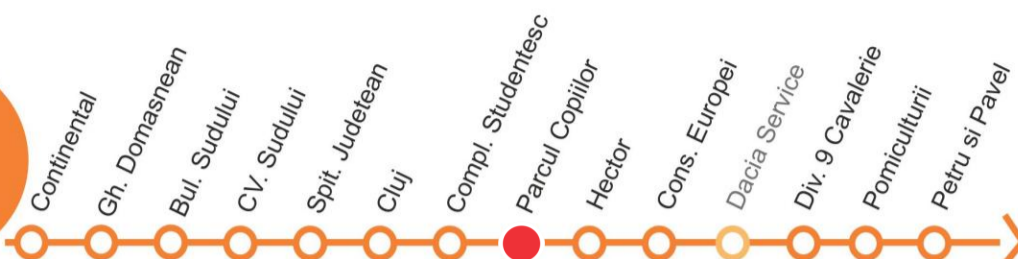 Continental
Gh. Domasnean
Bul. Sudului
CV. Sudului
Spit. Judetean
Cluj
Compl. Studentesc
Parcul Copiilor
Hector
Cons. Europei
Dacia Service
Div. 9 Cavalerie
Pomiculturii
Petru si Pavel